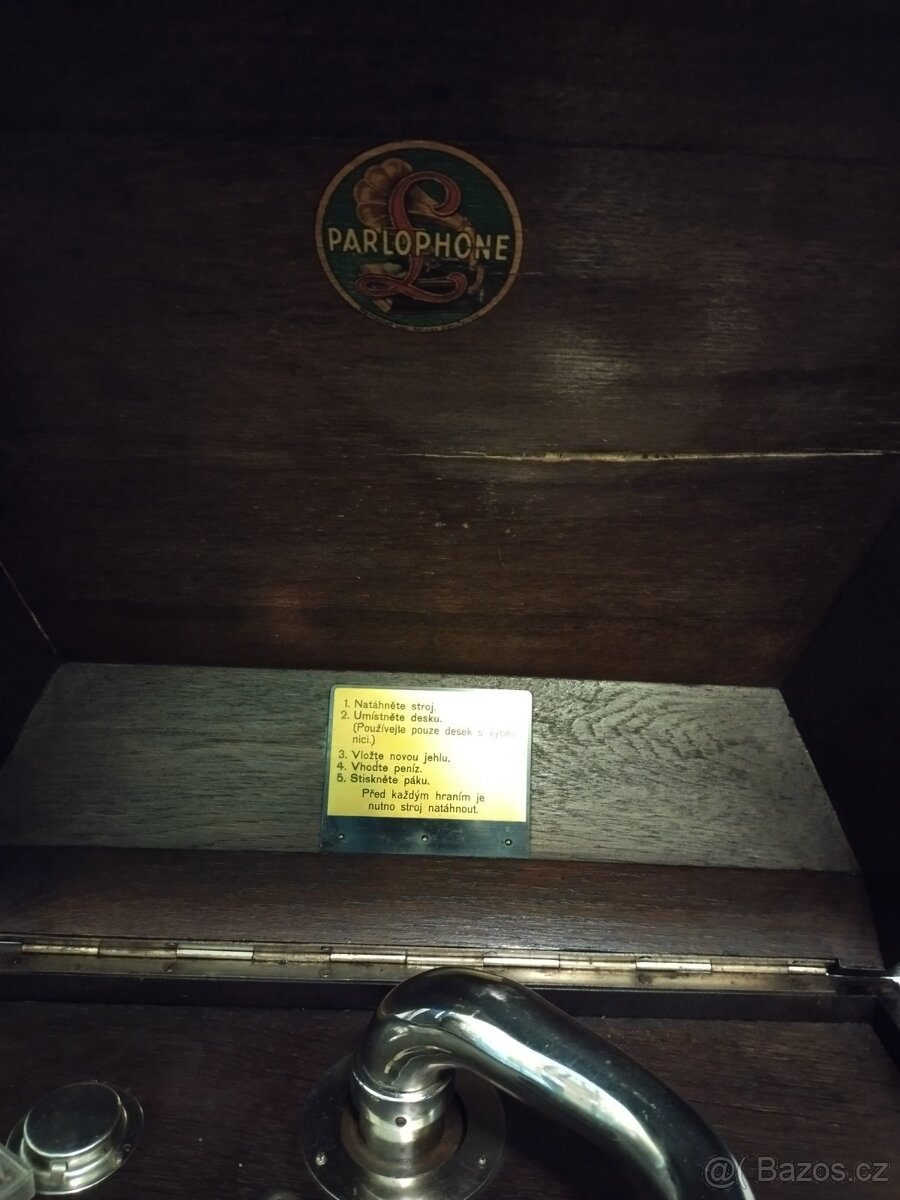 PARLOPHONE
1. Natáhněte stroj.
2. Umístněte desku.
(Používejte pouze desek s výběž
nici.)
3. Vložte novou jehlu.
4. Vhoďte peníz.
5. Stiskněte páku.
Před každým hraním je
nutno stroj natáhnout.
@ Bazos.cz